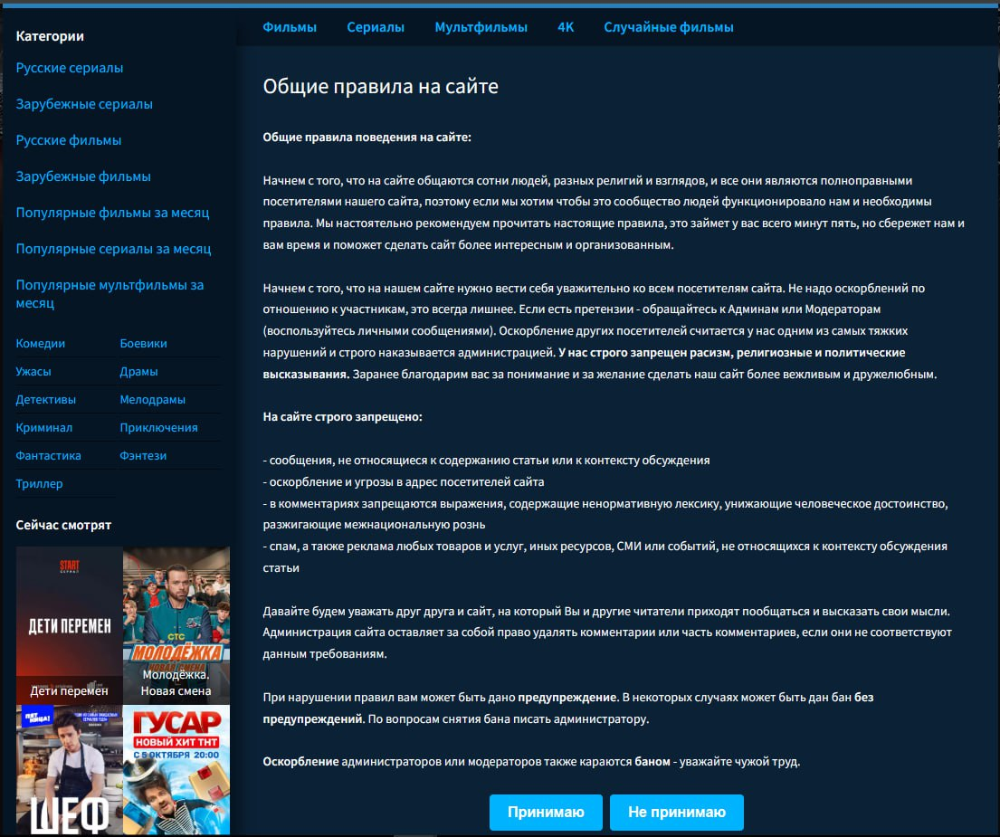 Категории
Русские сериалы
Зарубежные сериалы
Русские фильмы
Зарубежные фильмы
Популярные фильмы за месяц
Популярные сериалы за месяц
Популярные мультфильмы за
месяц
Комедии Боевики
Ужасы Драмы
Детективы Мелодрамы
Криминал Приключения
Фантастика Фэнтези
Триллер
Сейчас смотрят
START
СЕРИАЛ
ДЕТИ ПЕРЕМЕН
Дети перемен
СТС
МОЛОДЁЖКА
НОВАЯ СМЕНА
Молодёжка.
Новая смена
ПЯТНИЦА!
ШЕФ
ГУСАР
НОВЫЙ ХИТ ТНТ
С 5 ОКТЯБРЯ 20:00
Фильмы Сериалы Мультфильмы 4K Случайные фильмы
Общие правила на сайте
Общие правила поведения на сайте:
Начнем с того, что на сайте общаются сотни людей, разных религий и взглядов, и все они являются полноправными
посетителями нашего сайта, поэтому если мы хотим чтобы это сообщество людей функционировало нам и необходимы
правила. Мы настоятельно рекомендуем прочитать настоящие правила, это займет у вас всего минут пять, но сбережет нам и
вам время и поможет сделать сайт более интересным и организованным.
Начнем с того, что на нашем сайте нужно вести себя уважительно ко всем посетителям сайта. Не надо оскорблений по
отношению к участникам, это всегда лишнее. Если есть претензии - обращайтесь к Админам или Модераторам
(воспользуйтесь личными сообщениями). Оскорбление других посетителей считается у нас одним из самых тяжких
нарушений и строго наказывается администрацией. У нас строго запрещен расизм, религиозные и политические
высказывания. Заранее благодарим вас за понимание и за желание сделать наш сайт более вежливым и дружелюбным.
На сайте строго запрещено:
- сообщения, не относящиеся к содержанию статьи или к контексту обсуждения
- оскорбление и угрозы в адрес посетителей сайта
- в комментариях запрещаются выражения, содержащие ненормативную лексику, унижающие человеческое достоинство,
разжигающие межнациональную рознь
- спам, а также реклама любых товаров и услуг, иных ресурсов, СМИ или событий, не относящихся к контексту обсуждения
статьи
Давайте будем уважать друг друга и сайт, на который Вы и другие читатели приходят пообщаться и высказать свои мысли.
Администрация сайта оставляет за собой право удалять комментарии или часть комментариев, если они не соответствуют
данным требованиям.
При нарушении правил вам может быть дано предупреждение. В некоторых случаях может быть дан бан без
предупреждений. По вопросам снятия бана писать администратору.
Оскорбление администраторов или модераторов также караются баном - уважайте чужой труд.
Принимаю Не принимаю